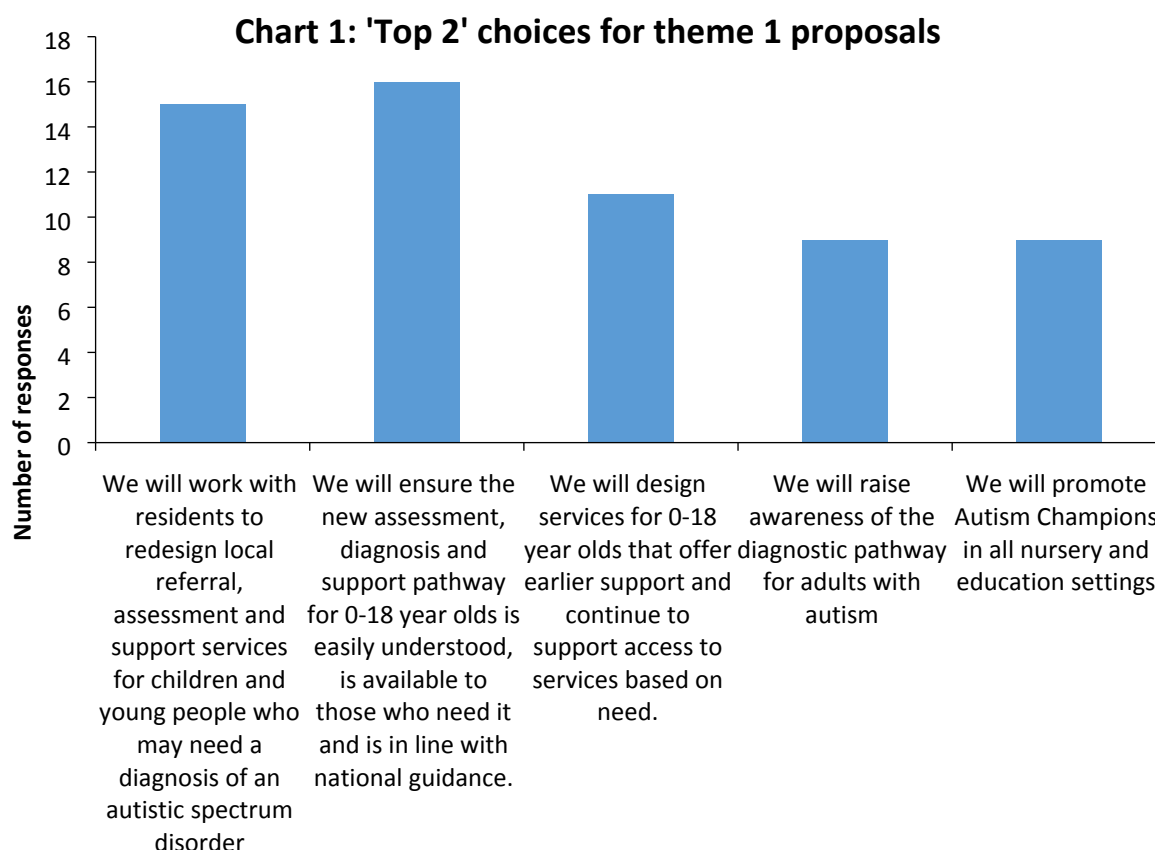 Chart 1: 'Top 2' choices for theme 1 proposals
Number of responses
18
16
14
12
10
8
6
4
2
0
We will work with
residents to
redesign local
referral,
assessment and
support services
for children and
young people who
may need a
diagnosis of an
autistic spectrum
disorder
We will ensure the
new assessment,
diagnosis and
support pathway
for 0-18 year olds is
easily understood,
is available to
those who need it
and is in line with
national guidance.
We will design
services for 0-18
year olds that offer
earlier support and
continue to
support access to
services based on
need.
We will raise
awareness of the
diagnostic pathway
for adults with
autism
We will promote
Autism Champions
in all nursery and
education settings